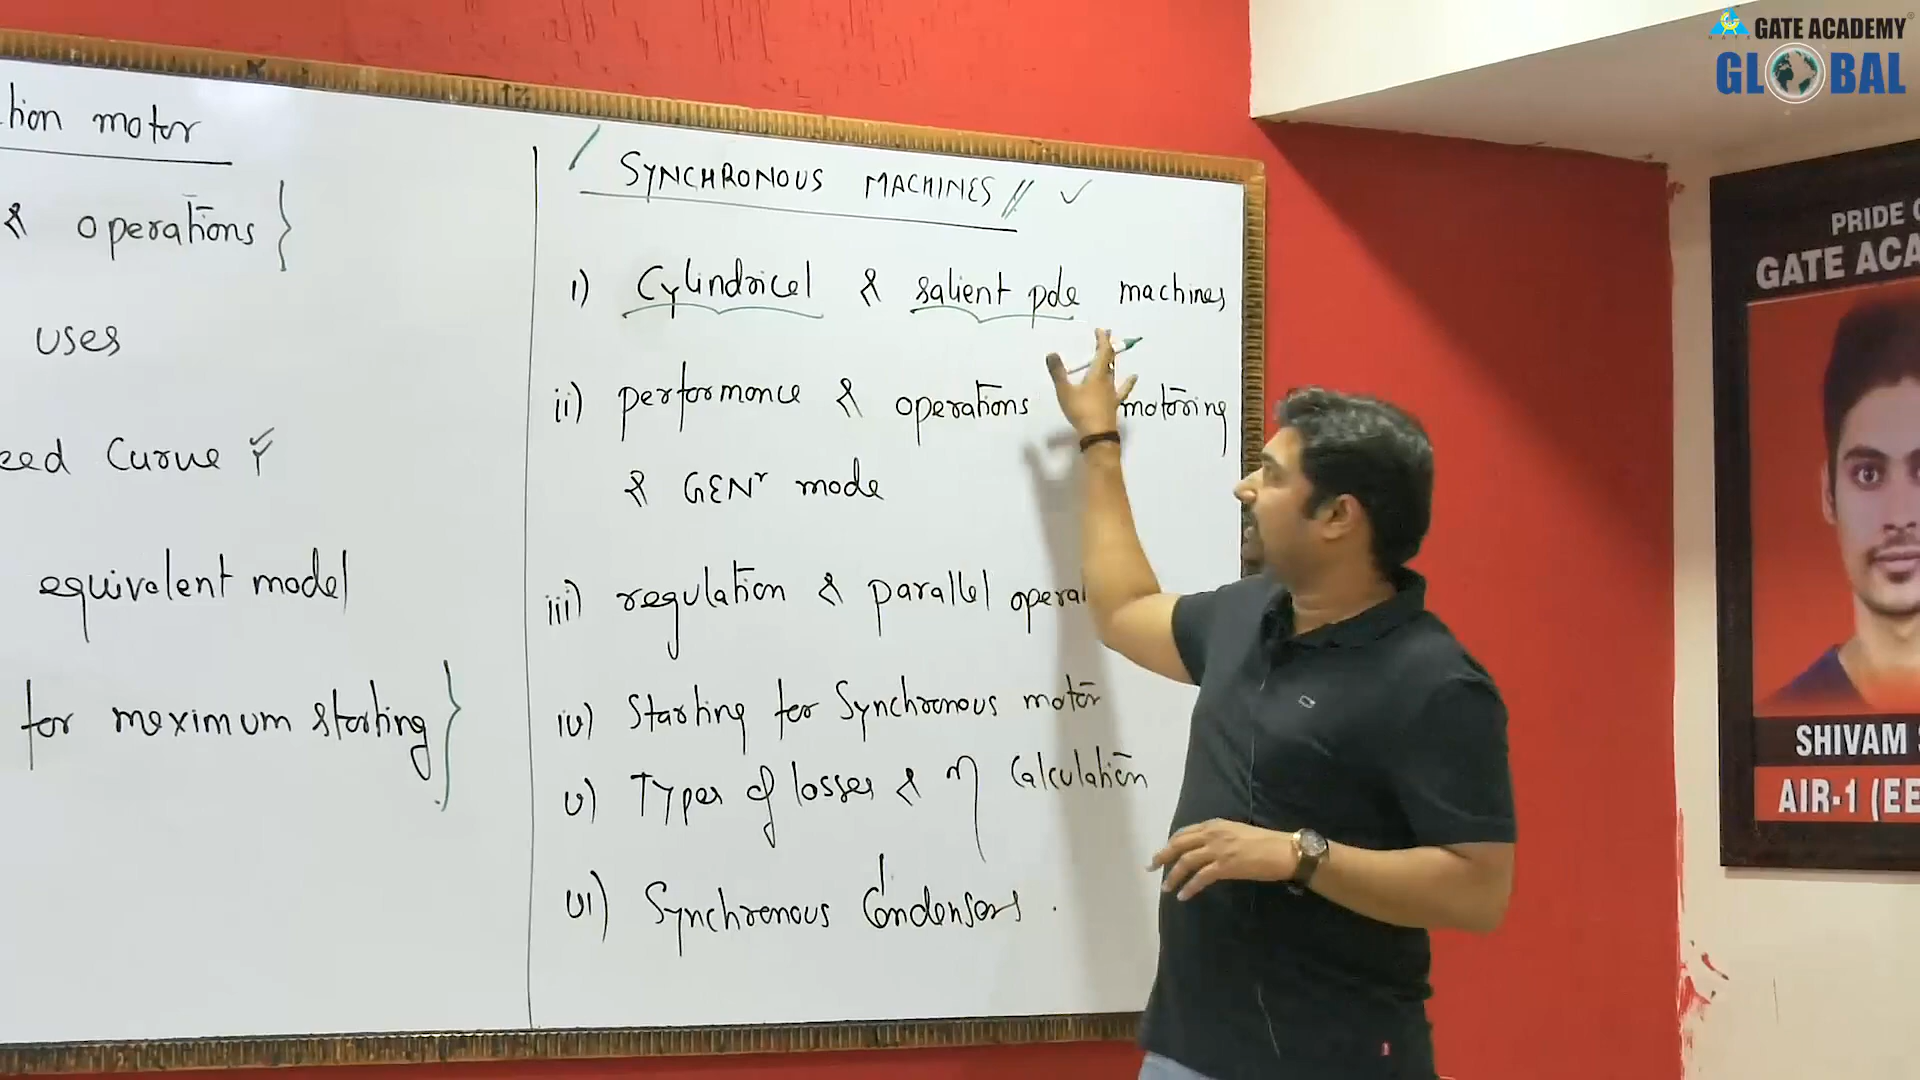 GATE ACADEMY
GLOBAL
tion motor
& operations
uses
eed Curve
equivalent model
for maximum starting
SYNCHRONOUS MACHINES
i) Cylindrical & salient pole machines
ii) performance & operations motoring
& GENr mode
iii) regulation & parallel opera
iv) Starting for Synchronous motor
v) Types of losses & η Calculation
vi) Synchronous Condensors.
PRIDE
GATE ACA
SHIVAM
AIR-1 (EE